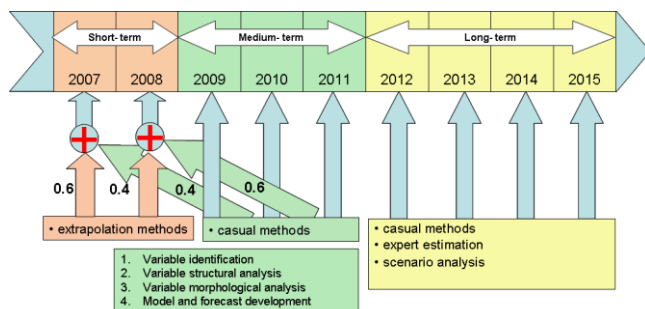 Short- term Medium- term Long- term
2007 2008 2009 2010 2011 2012 2013 2014 2015
0.6 0.4 0.4 0.6
• extrapolation methods
• casual methods
• casual methods
• expert estimation
• scenario analysis
1. Variable identification
2. Variable structural analysis
3. Variable morphological analysis
4. Model and forecast development